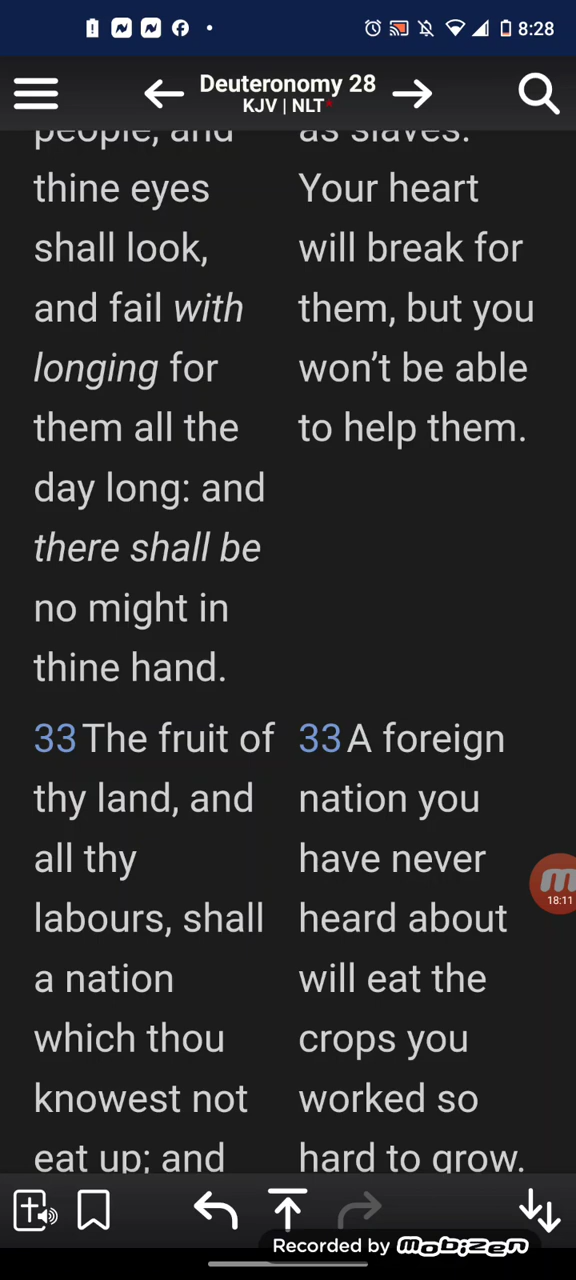 8:28
Deuteronomy 28
KJV | NLT*
people, and
thine eyes
shall look,
and fail with
longing for
them all the
day long: and
there shall be
no might in
thine hand.
33 The fruit of
thy land, and
all thy
labours, shall
a nation
which thou
knowest not
eat up; and
as slaves.
Your heart
will break for
them, but you
won’t be able
to help them.
33 A foreign
nation you
have never
heard about
will eat the
crops you
worked so
hard to grow.
m
18:11
Recorded by mobizen